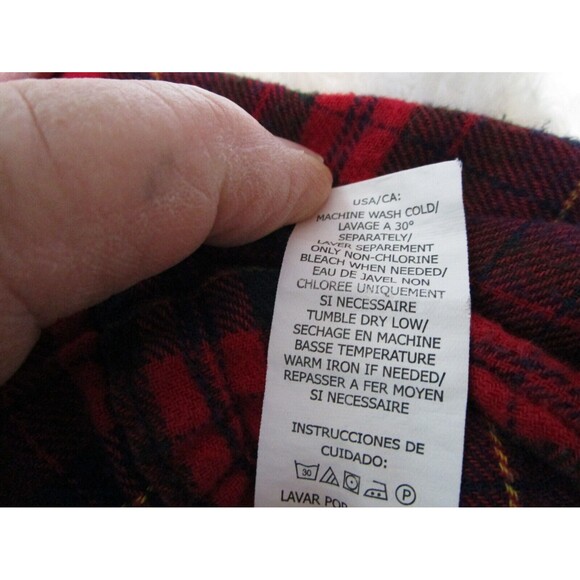 USA/CA:
MACHINE WASH COLD/
LAVAGE A 30°
SEPARATELY/
LAVER SEPAREMENT
ONLY NON-CHLORINE
BLEACH WHEN NEEDED/
EAU DE JAVEL NON
CHLOREE UNIQUEMENT
SI NECESSAIRE
TUMBLE DRY LOW/
SECHAGE EN MACHINE
BASSE TEMPERATURE
WARM IRON IF NEEDED/
REPASSER A FER MOYEN
SI NECESSAIRE
INSTRUCCIONES DE
CUIDADO:
30 P
LAVAR POR